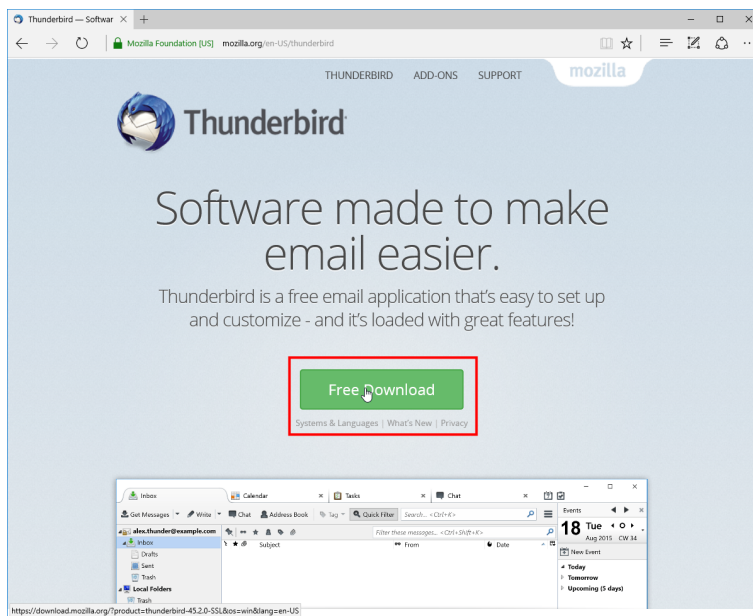 Thunderbird — Softwar
Mozilla Foundation [US] mozilla.org/en-US/thunderbird
THUNDERBIRD ADD-ONS SUPPORT mozilla
Thunderbird
Software made to make
email easier.
Thunderbird is a free email application that's easy to set up
and customize - and it's loaded with great features!
Free Download
Systems & Languages | What's New | Privacy
Inbox Calendar Tasks Chat
Get Messages Write Chat Address Book Tag Quick Filter Search... <Ctrl+K> Events
alex.thunder@example.com Filter these messages... <Ctrl+Shift+K> 18 Tue
Aug 2015 CW 34
Inbox Subject From Date
Drafts New Event
Sent Today
Trash Tomorrow
Local Folders Upcoming (5 days)
Trash
https://download.mozilla.org/?product=thunderbird-45.2.0-SSL&os=win&lang=en-US